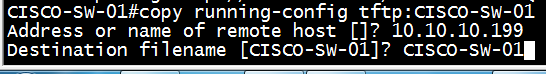 CISCO-SW-01#copy running-config tftp:CISCO-SW-01
Address or name of remote host []? 10.10.10.199
Destination filename [CISCO-SW-01]? CISCO-SW-01